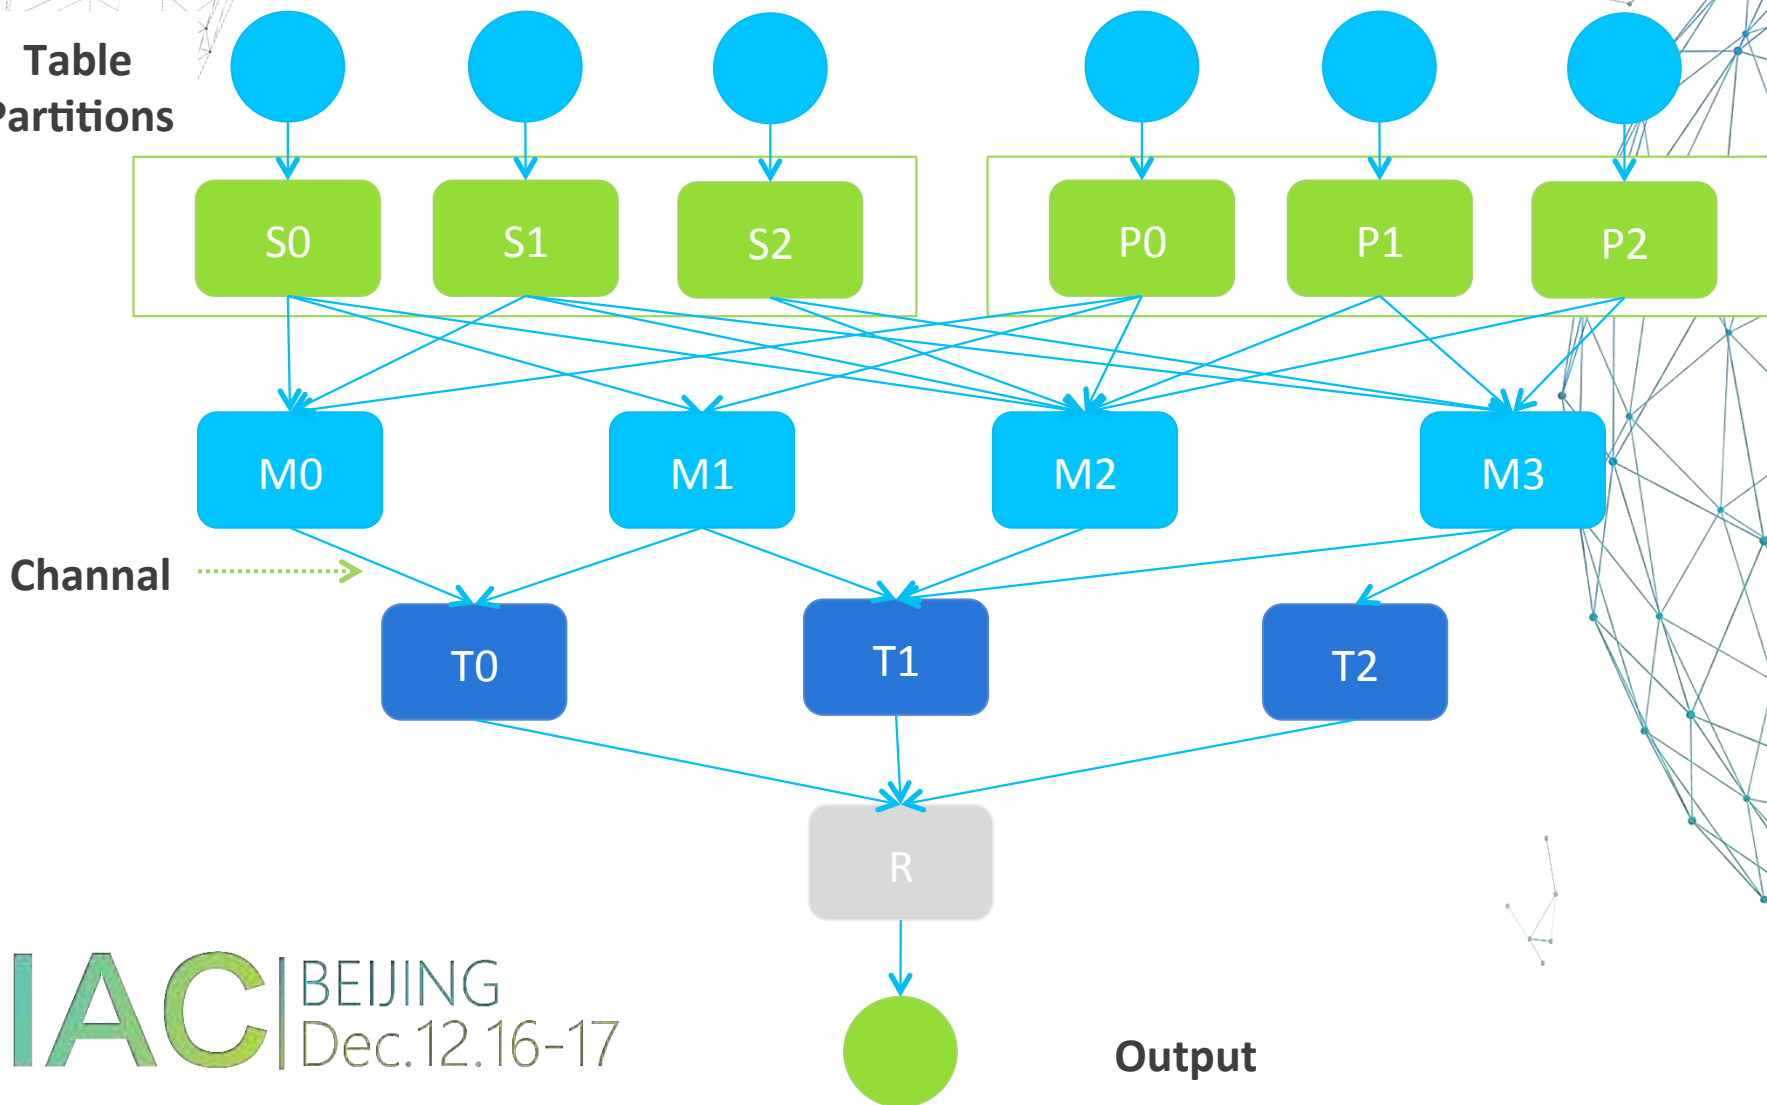 Table
Partitions
S0
S1
S2
P0
P1
P2
M0
M1
M2
M3
Channal
T0
T1
T2
R
IAC
BEIJING
Dec.12.16-17
Output